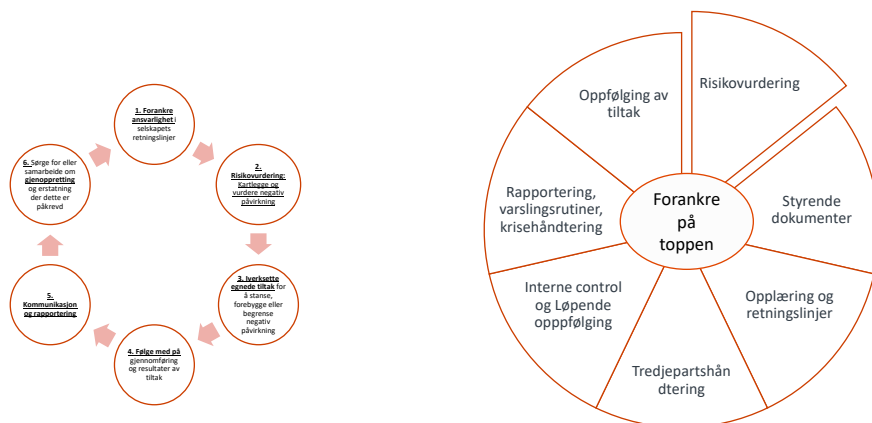 1. Forankre
ansvarlighet i
selskapets
retningslinjer
2.
Risikovurdering:
Kartlegge og
vurdere negativ
påvirkning
3. Iverksette
egnede tiltak for
å stanse,
forebygge eller
begrense
negativ
påvirkning
4. Følge med på
gjennomføring
og resultater av
tiltak
5.
Kommunikasjon
og rapportering
6. Sørge for eller
samarbeide om
gjenoppretting
og erstatning
der dette er
påkrevd
Risikovurdering
Styrende
dokumenter
Opplæring og
retningslinjer
Tredjepartshån
dtering
Interne control
og Løpende
opppfølging
Rapportering,
varslingsrutiner,
krisehåndtering
Oppfølging av
tiltak
Forankre
på
toppen